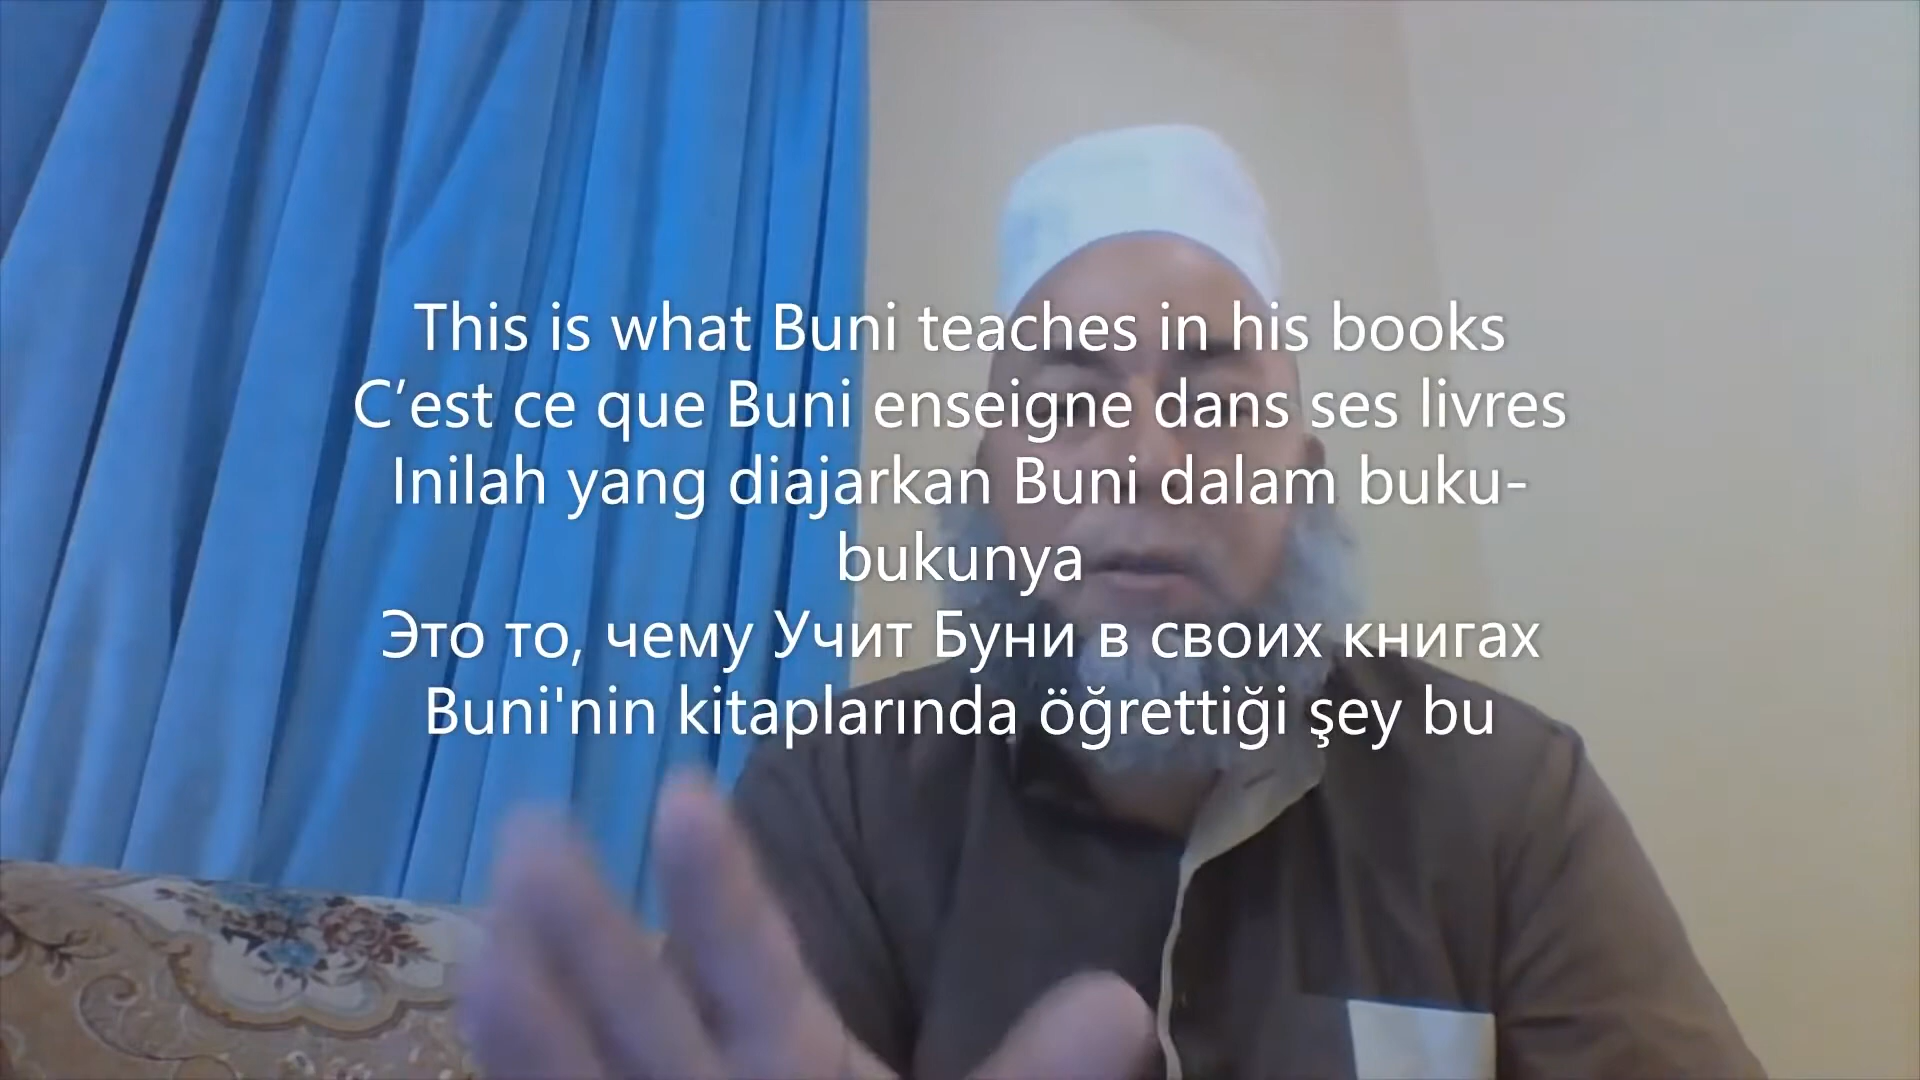 This is what Buni teaches in his books
C’est ce que Buni enseigne dans ses livres
Inilah yang diajarkan Buni dalam buku-
bukunya
Это то, чему Учит Буни в своих книгах
Buni'nin kitaplarında öğrettiği şey bu